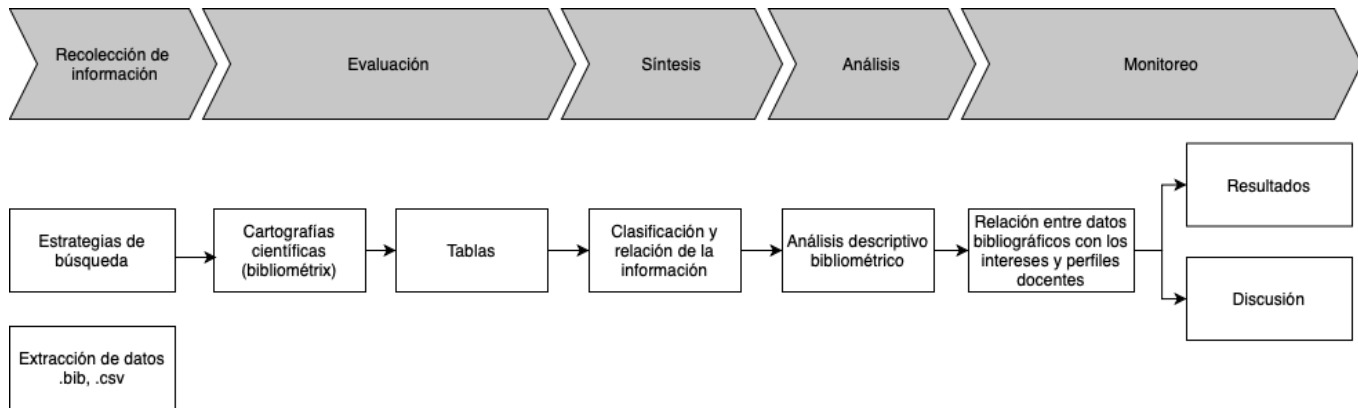 Recolección de
información
Evaluación
Síntesis
Análisis
Monitoreo
Resultados
Estrategias de
búsqueda
Cartografías
científicas
(bibliométrix)
Tablas
Clasificación y
relación de la
información
Análisis descriptivo
bibliométrico
Relación entre datos
bibliográficos con los
intereses y perfiles
docentes
Discusión
Extracción de datos
.bib, .csv